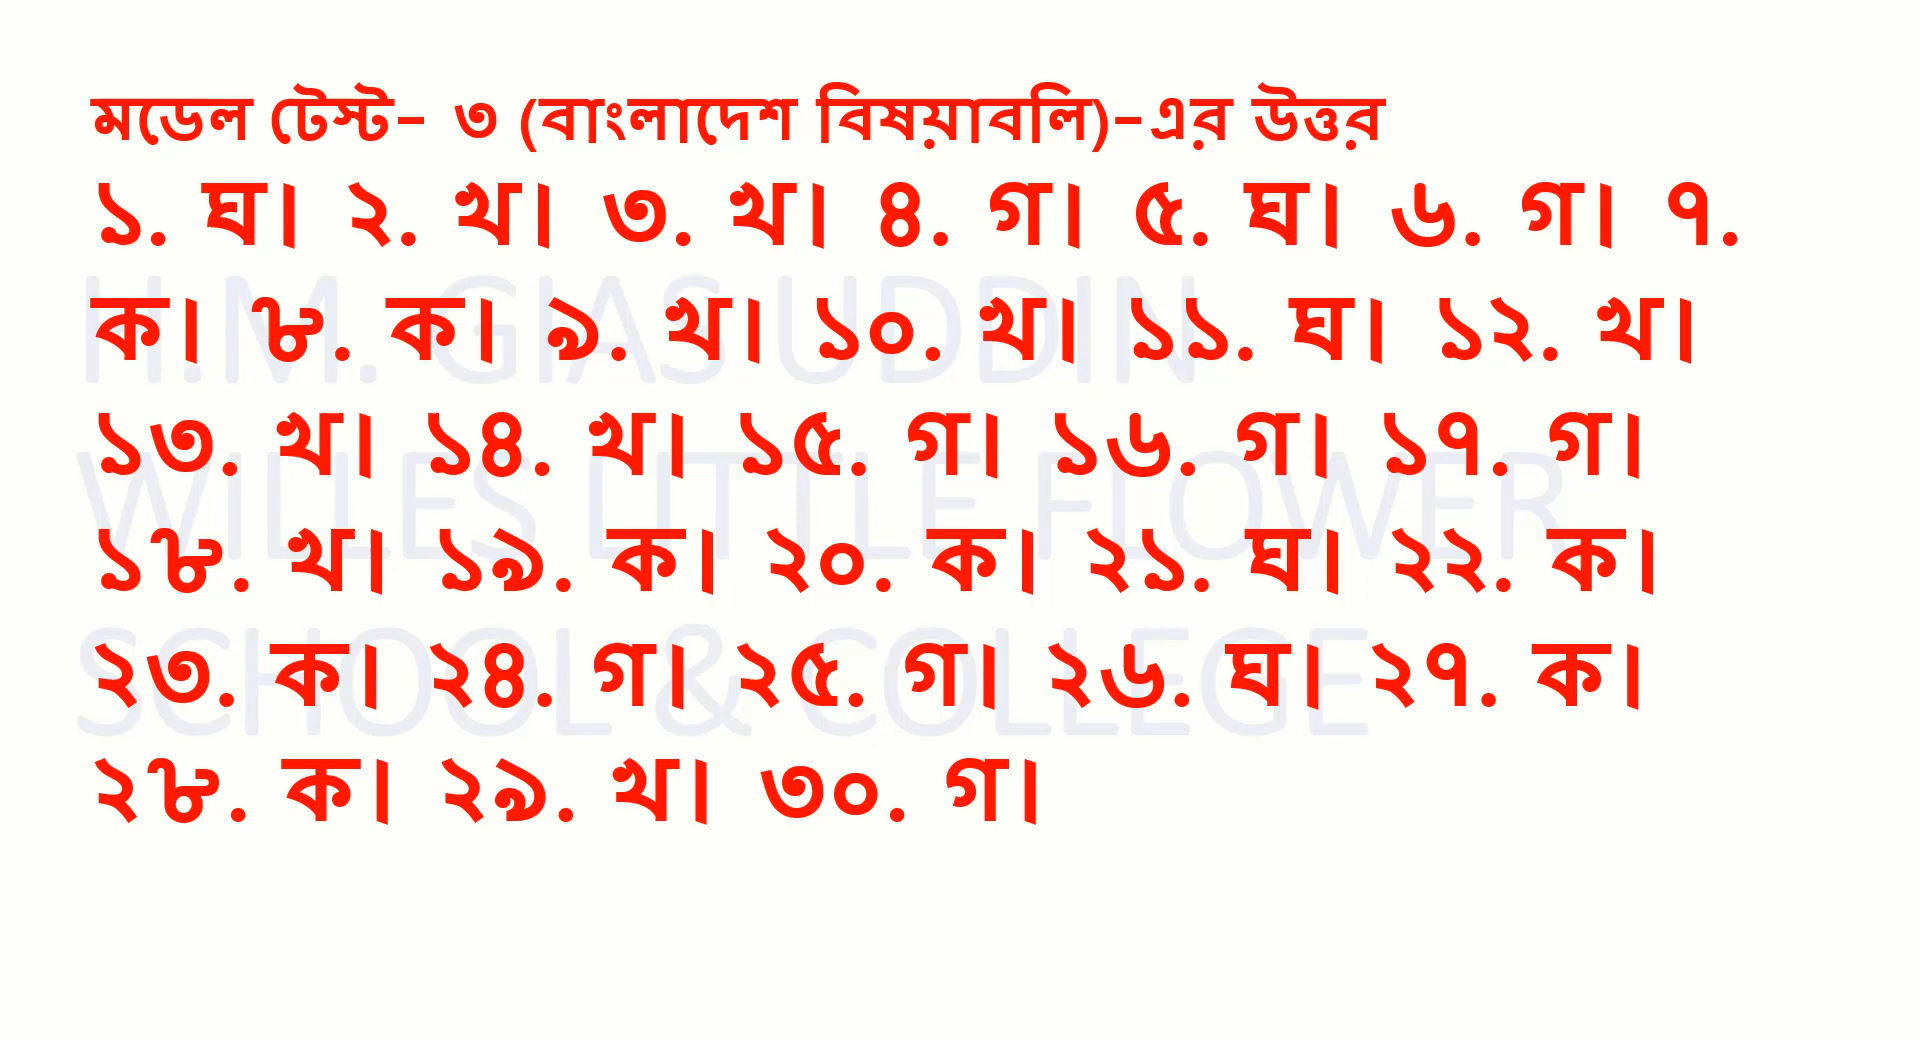 মডেল টেস্ট- ৩ (বাংলাদেশ বিষয়াবলি)-এর উত্তর
১. ঘ। ২. খ। ৩. খ। ৪. গ। ৫. ঘ। ৬. গ। ৭.
ক। ৮. ক। ৯. খ। ১০. খ। ১১. ঘ। ১২. খ।
H.M. GIAS UDDIN
১৩. খ। ১৪. খ। ১৫. গ। ১৬. গ। ১৭. গ।
WILLES LITTLE FLOWER
১৮. খ। ১৯. ক। ২০. ক। ২১. ঘ। ২২. ক।
২৩. ক। ২৪. গ। ২৫. গ। ২৬. ঘ। ২৭. ক।
SCHOOL & COLLEGE
২৮. ক। ২৯. খ। ৩০. গ।